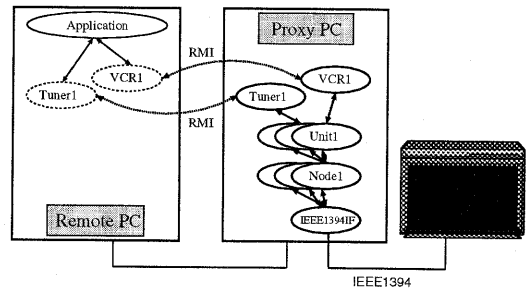 Application
VCR1
Tuner1
Remote PC
RMI
RMI
Proxy PC
VCR1
Tuner1
Unit1
Node1
IEEE1394IF
IEEE1394